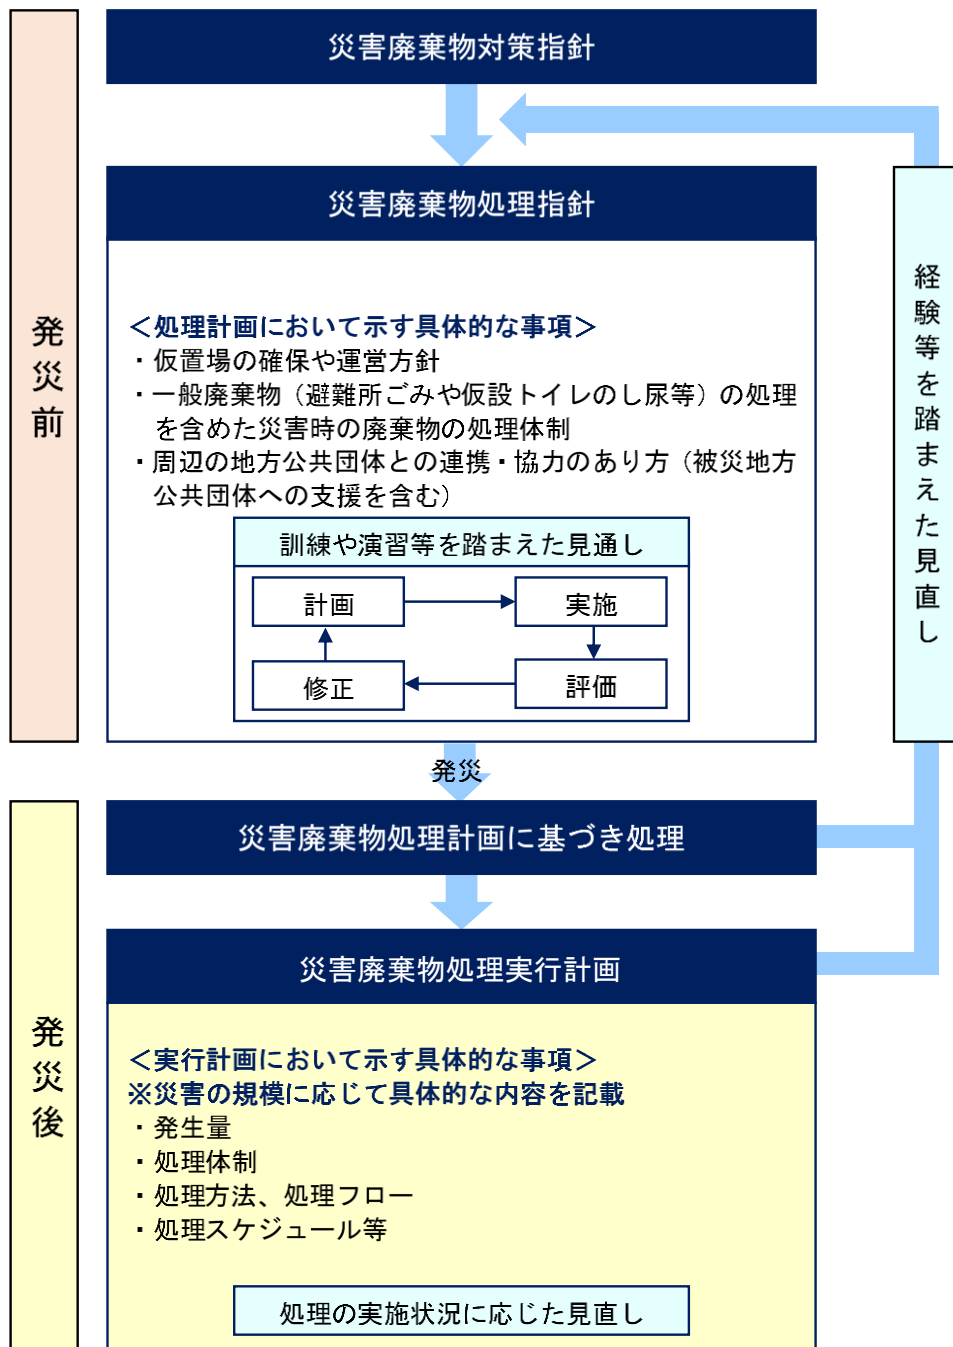 災害廃棄物対策指針
発災前
災害廃棄物処理指針
＜処理計画において示す具体的な事項＞
・仮置場の確保や運営方針
・一般廃棄物（避難所ごみや仮設トイレのし尿等）の処理
を含めた災害時の廃棄物の処理体制
・周辺の地方公共団体との連携・協力のあり方（被災地方
公共団体への支援を含む）
訓練や演習等を踏まえた見通し
計画
実施
修正
評価
経験等を踏まえた見直し
発災
発災後
災害廃棄物処理計画に基づき処理
災害廃棄物処理実行計画
＜実行計画において示す具体的な事項＞
※災害の規模に応じて具体的な内容を記載
・発生量
・処理体制
・処理方法、処理フロー
・処理スケジュール等
処理の実施状況に応じた見直し